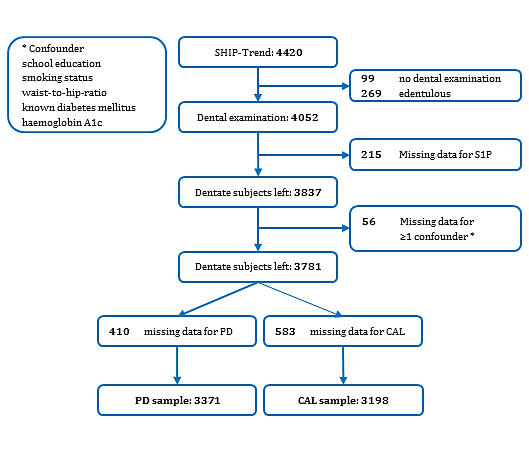 * Confounder
school education
smoking status
waist-to-hip-ratio
known diabetes mellitus
haemoglobin A1c
SHIP-Trend: 4420
99 no dental examination
269 edentulous
Dental examination: 4052
215 Missing data for S1P
Dentate subjects left: 3837
56 Missing data for
≥1 confounder *
Dentate subjects left: 3781
410 missing data for PD
583 missing data for CAL
PD sample: 3371
CAL sample: 3198